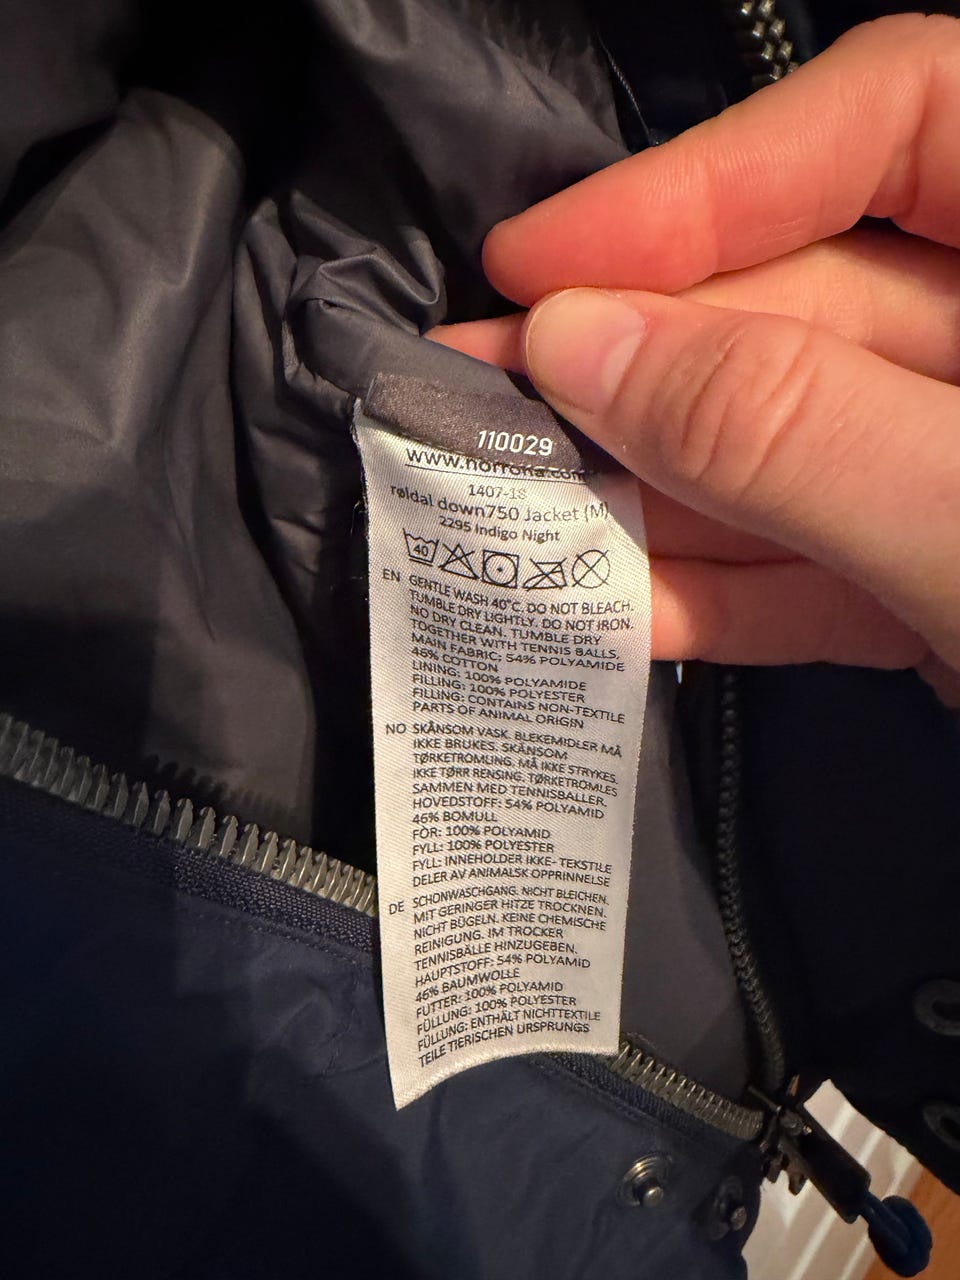 110029
www.norrona.com
1407-18
røldal down750 Jacket (M)
2295 Indigo Night
40
EN GENTLE WASH 40°C. DO NOT BLEACH.
TUMBLE DRY LIGHTLY. DO NOT IRON.
NO DRY CLEAN. TUMBLE DRY
TOGETHER WITH TENNIS BALLS,
MAIN FABRIC: 54% POLYAMIDE
46% COTTON
LINING: 100% POLYAMIDE
FILLING: 100% POLYESTER
FILLING: CONTAINS NON-TEXTILE
PARTS OF ANIMAL ORIGIN
NO SKÅNSOM VASK. BLEKEMIDLER MÅ
IKKE BRUKES. SKÅNSOM
TØRKETROMLING. MÅ IKKE STRYKES.
IKKE TØRR RENSING. TØRKETROMLES
SAMMEN MED TENNISBALLER.
HOVEDSTOFF: 54% POLYAMID
46% BOMULL
FÔR: 100% POLYAMID
FYLL: 100% POLYESTER
FYLL: INNEHOLDER IKKE- TEKSTILE
DELER AV ANIMALSK OPPRINNELSE
DE SCHONWASCHGANG. NICHT BLEICHEN.
MIT GERINGER HITZE TROCKNEN.
NICHT BÜGELN. KEINE CHEMISCHE
REINIGUNG. IM TROCKER
TENNISBÄLLE HINZUGEBEN.
HAUPTSTOFF: 54% POLYAMID
46% BAUMWOLLE
FUTTER: 100% POLYAMID
FÜLLUNG: 100% POLYESTER
FÜLLUNG: ENTHÄLT NICHTTEXTILE
TEILE TIERISCHEN URSPRUNGS